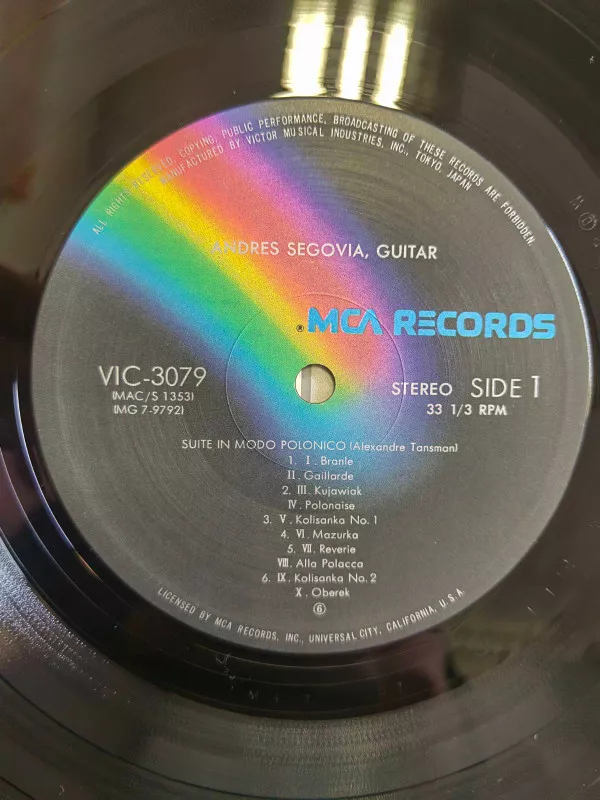 ALL RIGHTS RESERVED. COPYING, PUBLIC PERFORMANCE, BROADCASTING OF THESE RECORDS ARE FORBIDDEN.
MANUFACTURED BY VICTOR MUSICAL INDUSTRIES, INC., TOKYO, JAPAN
ANDRES SEGOVIA, GUITAR
® MCA RECORDS
VIC-3079
(MAC/S 1353)
(MG 7-9792)
STEREO SIDE 1
33 1/3 RPM
SUITE IN MODO POLONICO (Alexandre Tansman)
1. I. Branle
II. Gaillarde
2. III. Kujawiak
IV. Polonaise
3. V. Kolisanka No. 1
4. VI. Mazurka
5. VII. Reverie
VIII. Alla Polacca
6. IX. Kolisanka No. 2
X. Oberek
⑥
LICENSED BY MCA RECORDS, INC., UNIVERSAL CITY, CALIFORNIA, U.S.A.